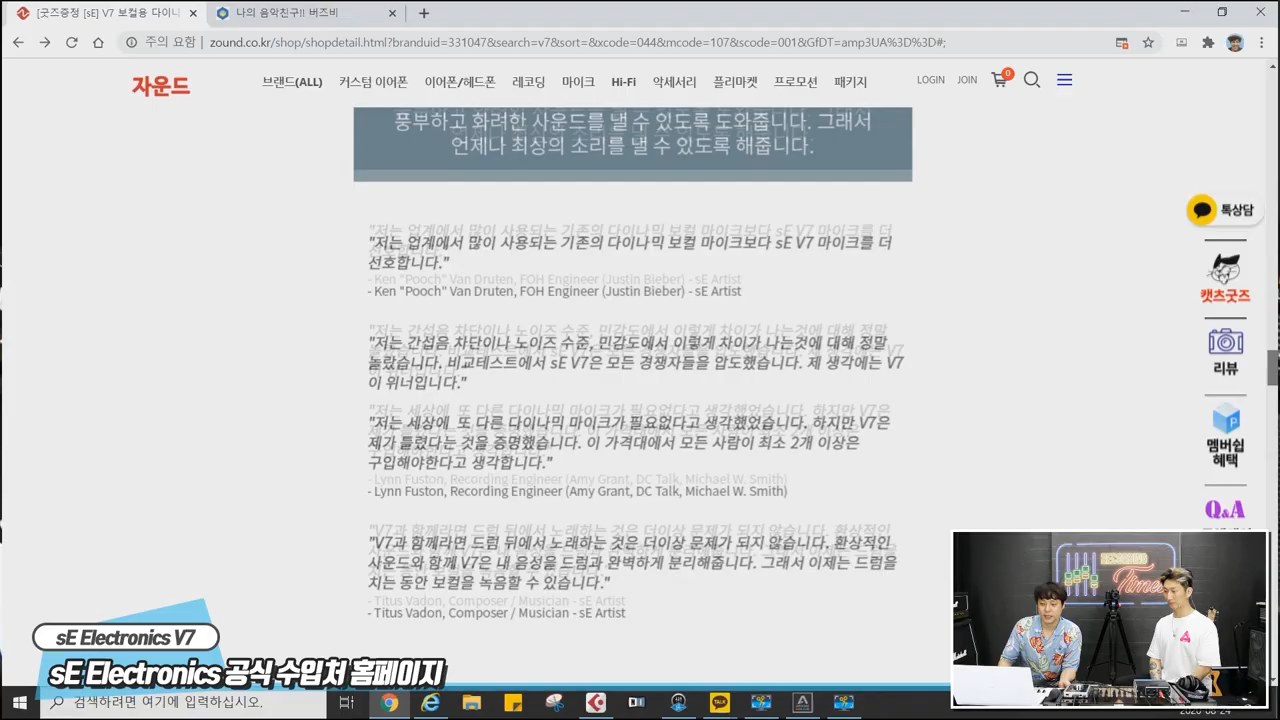 [굿즈증정 [sE] V7 보컬용 다이나
나의 음악친구!! 버즈비
주의 요함
zound.co.kr/shop/shopdetail.html?branduid=331047&search=v7&sort=&xcode=044&mcode=107&scode=001&GfDT=amp3UA%3D%3D#;
자운드
브랜드(ALL) 커스텀 이어폰 이어폰/헤드폰 레코딩 마이크 Hi-Fi 악세서리 플리마켓 프로모션 패키지
LOGIN JOIN 0
풍부하고 화려한 사운드를 낼 수 있도록 도와줍니다. 그래서
언제나 최상의 소리를 낼 수 있도록 해줍니다.
"저는 업계에서 많이 사용되는 기존의 다이나믹 보컬 마이크보다 sE V7 마이크를 더
선호합니다."
- Ken "Pooch" Van Druten, FOH Engineer (Justin Bieber) - sE Artist
"저는 간섭음 차단이나 노이즈 수준, 민감도에서 이렇게 차이가 나는것에 대해 정말
놀랐습니다. 비교테스트에서 sE V7은 모든 경쟁자들을 압도했습니다. 제 생각에는 V7
이 위너입니다."
"저는 세상에 또 다른 다이나믹 마이크가 필요없다고 생각했었습니다. 하지만 V7은
제가 틀렸다는 것을 증명했습니다. 이 가격대에서 모든 사람이 최소 2개 이상은
구입해야한다고 생각합니다."
- Lynn Fuston, Recording Engineer (Amy Grant, DC Talk, Michael W. Smith)
"V7과 함께라면 드럼 뒤에서 노래하는 것은 더이상 문제가 되지 않습니다. 환상적인
사운드와 함께 V7은 내 음성을 드럼과 완벽하게 분리해줍니다. 그래서 이제는 드럼을
치는 동안 보컬을 녹음할 수 있습니다."
- Titus Vadon, Composer / Musician - sE Artist
톡상담
캣츠굿즈
리뷰
멤버쉽
혜택
Q&A
RECORDING
Times
sE Electronics V7
sE Electronics 공식 수입처 홈페이지
검색하려면 여기에 입력하십시오.
TALK
2020-08-24